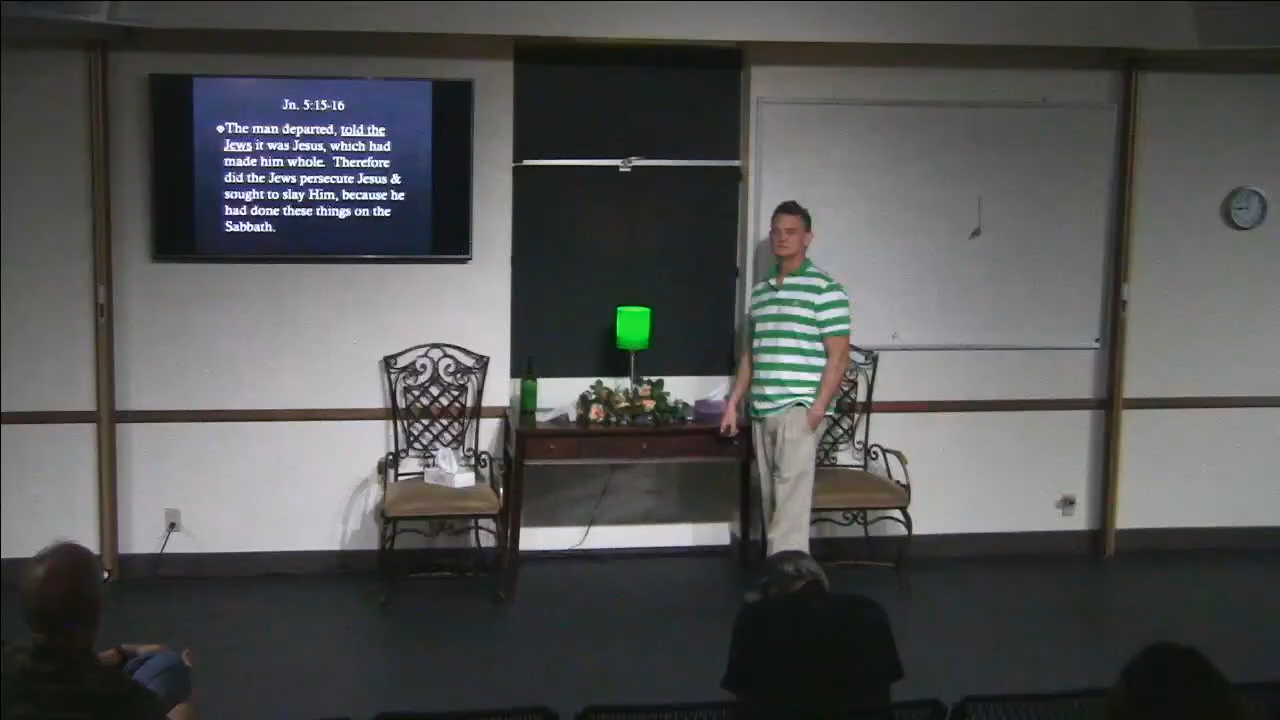 Jn. 5:15-16
The man departed, told the
Jews it was Jesus, which had
made him whole. Therefore
did the Jews persecute Jesus &
sought to slay Him, because he
had done these things on the
Sabbath.